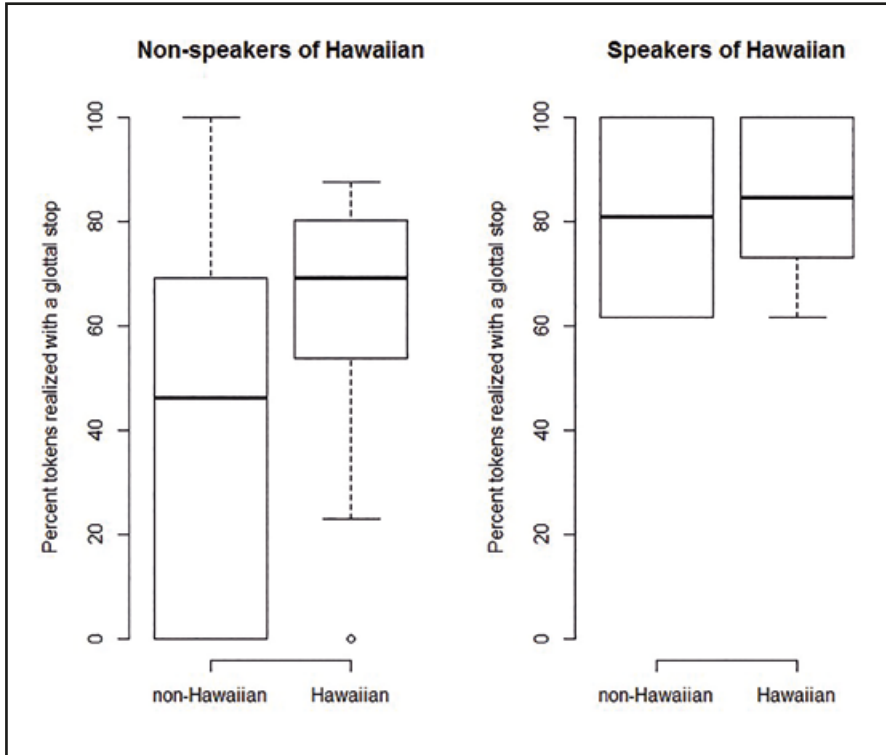 Non-speakers of Hawaiian
Percent tokens realized with a glottal stop
100
80
60
40
20
0
non-Hawaiian Hawaiian
Speakers of Hawaiian
Percent tokens realized with a glottal stop
100
80
60
40
20
0
non-Hawaiian Hawaiian